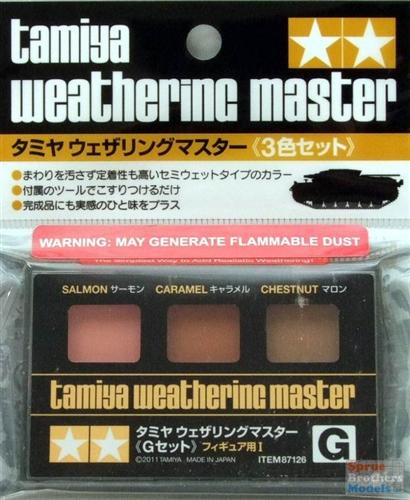 tamiya
weathering master
タミヤ ウェザリングマスター《3色セット》
●まわりを汚さず定着性も高いセミウェットタイプのカラー
●付属のツールでこすりつけるだけ
●完成品にも実感のひと味をプラス
WARNING: MAY GENERATE FLAMMABLE DUST
The Simplest Way to Add Realistic Weathering!
SALMON サーモン CARAMEL キャラメル CHESTNUT マロン
tamiya weathering master
タミヤ ウェザリングマスター
《Gセット》 フィギュア用Ⅰ
G
©2011 TAMIYA MADE IN JAPAN ITEM 87126
Sprue
Brothers
Models